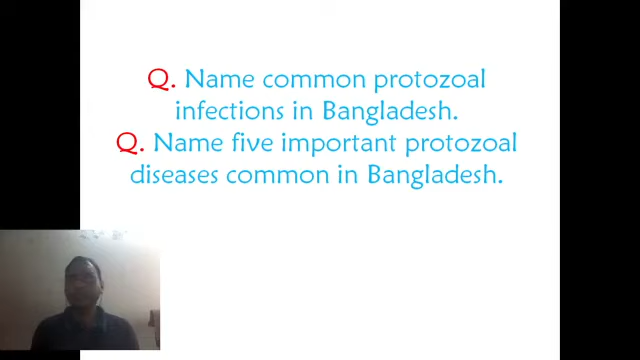 Q. Name common protozoal
infections in Bangladesh.
Q. Name five important protozoal
diseases common in Bangladesh.